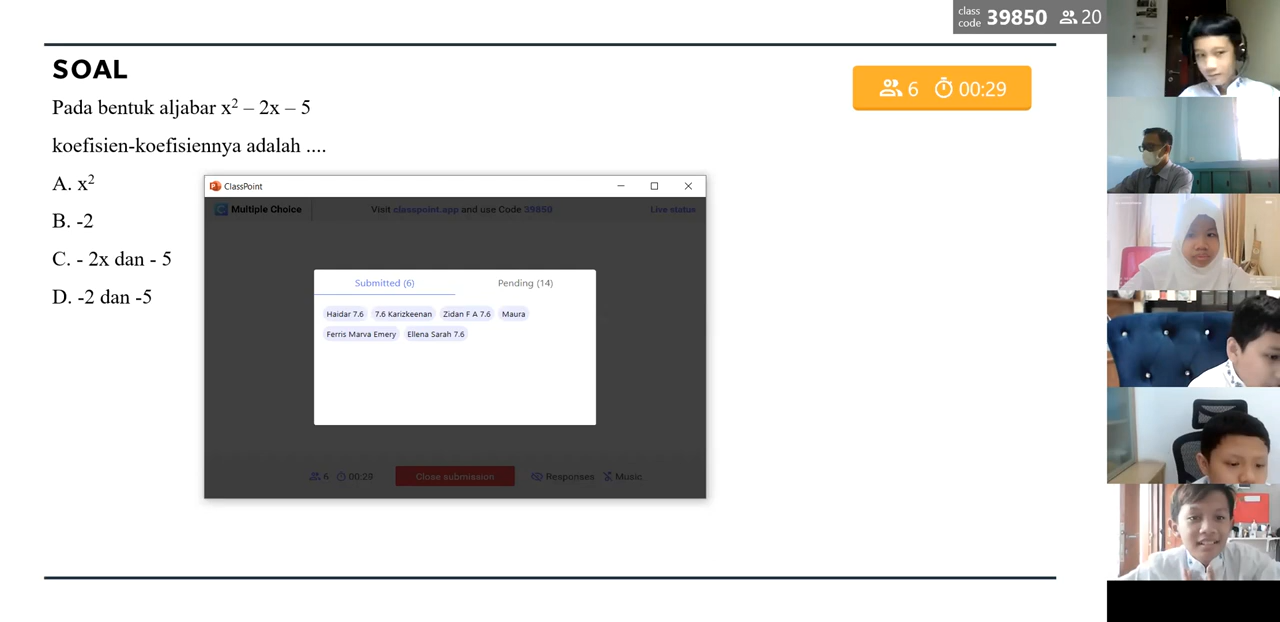 class code 39850 20
SOAL
6 00:29
Pada bentuk aljabar x² – 2x – 5
koefisien-koefisiennya adalah ....
A. x²
B. -2
C. - 2x dan - 5
D. -2 dan -5
ClassPoint
Multiple Choice Visit classpoint.app and use Code 39850 Live status
Submitted (6) Pending (14)
Haidar 7.6 7.6 Karizkeenan Zidan F A 7.6 Maura
Ferris Marva Emery Ellena Sarah 7.6
6 00:29 Close submission Responses Music